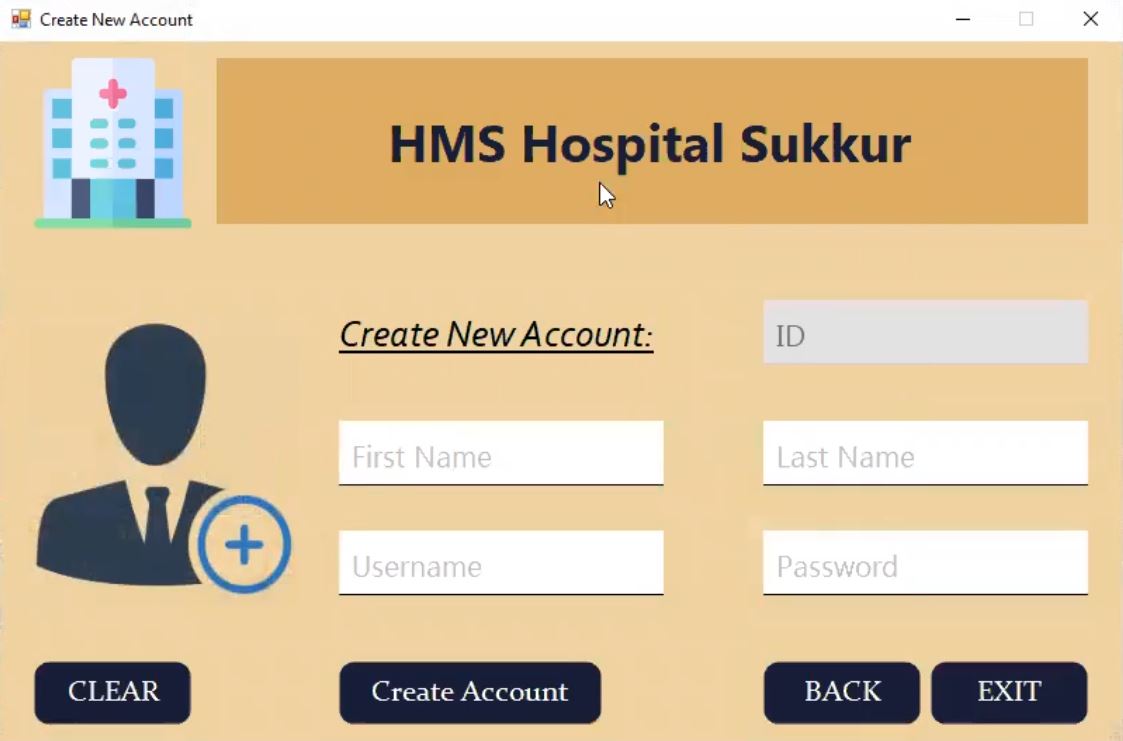 Create New Account
HMS Hospital Sukkur
Create New Account:
ID
First Name
Last Name
Username
Password
CLEAR
Create Account
BACK
EXIT